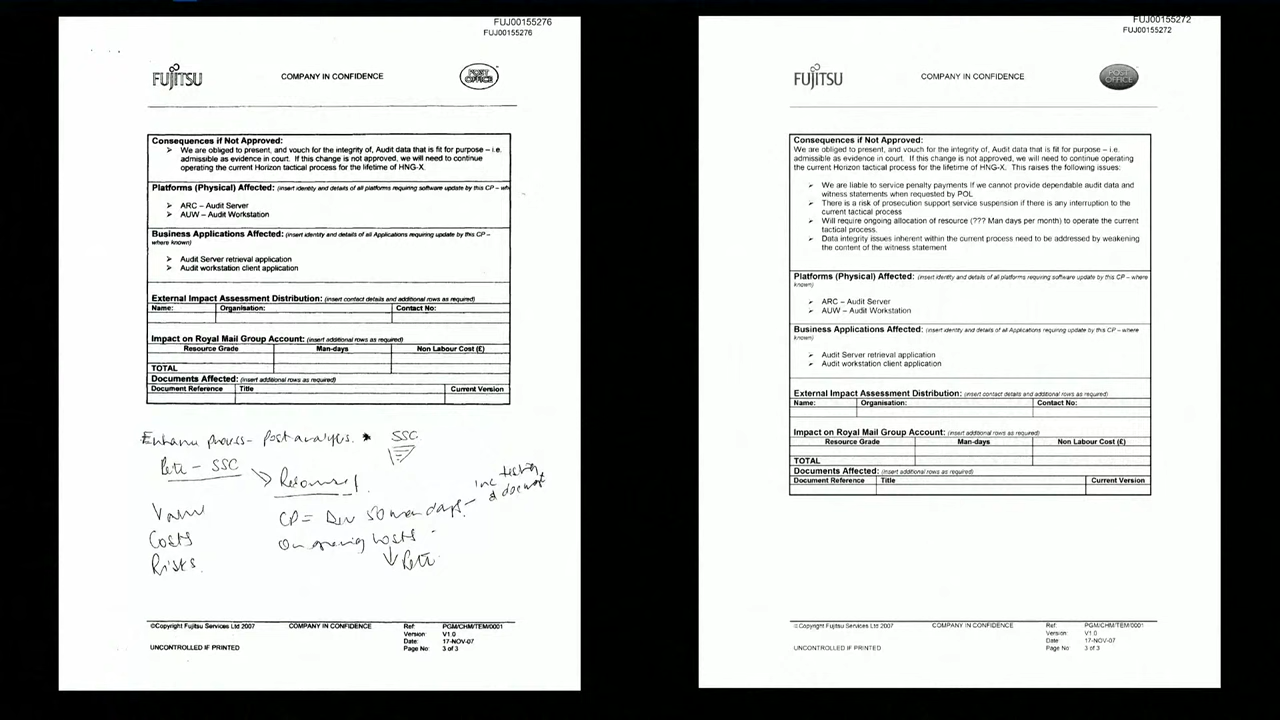 FUJ00155276
FUJ00155276
FUJITSU
COMPANY IN CONFIDENCE
POST OFFICE
Consequences if Not Approved:
➢ We are obliged to present, and vouch for the integrity of, Audit data that is fit for purpose – i.e.
admissible as evidence in court. If this change is not approved, we will need to continue
operating the current Horizon tactical process for the lifetime of HNG-X.
Platforms (Physical) Affected: (insert identity and details of all platforms requiring software update by this CP – wh
➢ ARC – Audit Server
➢ AUW – Audit Workstation
Business Applications Affected: (insert identity and details of all Applications requiring update by this CP –
where known)
➢ Audit Server retrieval application
➢ Audit workstation client application
External Impact Assessment Distribution: (insert contact details and additional rows as required)
Name: Organisation: Contact No:
Impact on Royal Mail Group Account: (insert additional rows as required)
Resource Grade Man-days Non Labour Cost (£)
TOTAL
Documents Affected: (insert additional rows as required)
Document Reference Title Current Version
Post analysis. SSC
Pete – SSC
inc testing
CP = Dev 50 man days –
Costs
On going costs –
Risks.
Pete
©Copyright Fujitsu Services Ltd 2007 COMPANY IN CONFIDENCE Ref: PGM/CHM/TEM/0001
Version V1.0
Date: 17-NOV-07
UNCONTROLLED IF PRINTED Page No: 3 of 3
FUJ00155272
FUJ00155272
FUJITSU
COMPANY IN CONFIDENCE
POST OFFICE
Consequences if Not Approved:
We are obliged to present, and vouch for the integrity of, Audit data that is fit for purpose – i.e.
admissible as evidence in court. If this change is not approved, we will need to continue operating
the current Horizon tactical process for the lifetime of HNG-X. This raises the following issues:
➢ We are liable to service penalty payments If we cannot provide dependable audit data and
witness statements when requested by POL
➢ There is a risk of prosecution support service suspension if there is any interruption to the
current tactical process
➢ Will require ongoing allocation of resource (??? Man days per month) to operate the current
tactical process.
➢ Data integrity issues inherent within the current process need to be addressed by weakening
the content of the witness statement
Platforms (Physical) Affected: (insert identity and details of all platforms requiring software update by this CP – where
known)
➢ ARC – Audit Server
➢ AUW – Audit Workstation
Business Applications Affected: (insert identity and details of all Applications requiring update by this CP – where
known)
➢ Audit Server retrieval application
➢ Audit workstation client application
External Impact Assessment Distribution: (insert contact details and additional rows as required)
Name: Organisation: Contact No:
Impact on Royal Mail Group Account: (insert additional rows as required)
Resource Grade Man-days Non Labour Cost (£)
TOTAL
Documents Affected: (insert additional rows as required)
Document Reference Title Current Version
©Copyright Fujitsu Services Ltd 2007 COMPANY IN CONFIDENCE Ref: PGM/CHM/TEM/0001
Version: V1.0
Date: 17-NOV-07
UNCONTROLLED IF PRINTED Page No: 3 of 3